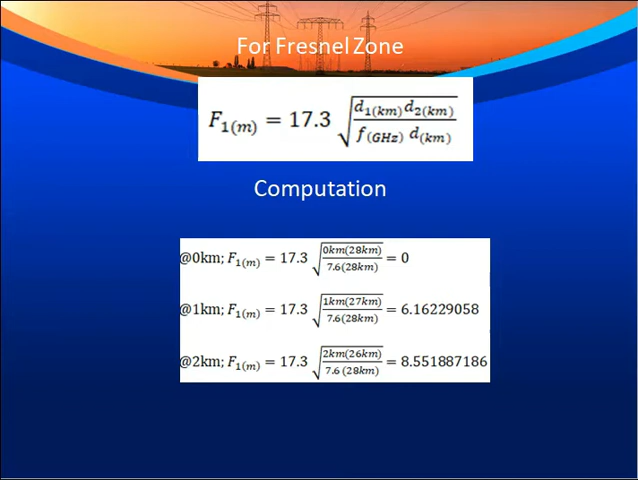 For Fresnel Zone
F₁(m) = 17.3 √(d₁(km) d₂(km) / f(GHz) d(km))
Computation
@0km; F₁(m) = 17.3 √(0km(28km) / 7.6(28km)) = 0
@1km; F₁(m) = 17.3 √(1km(27km) / 7.6(28km)) = 6.16229058
@2km; F₁(m) = 17.3 √(2km(26km) / 7.6(28km)) = 8.551887186